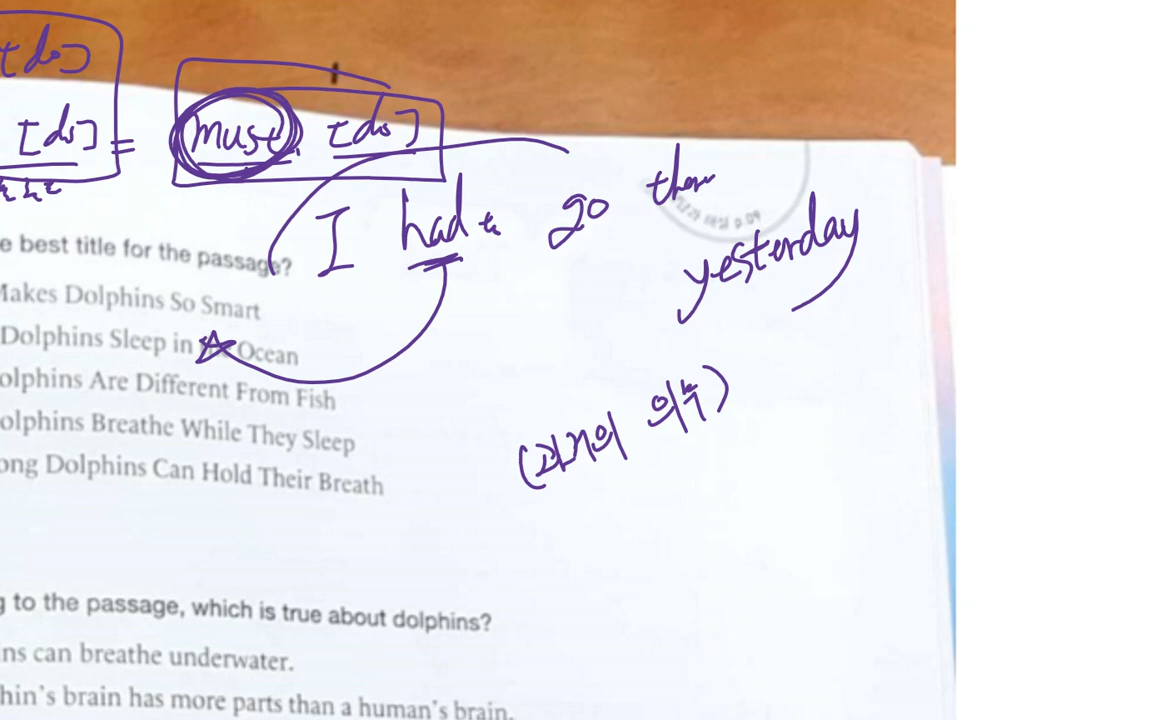 [do]
[do] = must [do]
I had to go there
yesterday
e best title for the passage?
Makes Dolphins So Smart
Dolphins Sleep in Ocean
olphins Are Different From Fish
olphins Breathe While They Sleep
ong Dolphins Can Hold Their Breath
(과거의 의무)
g to the passage, which is true about dolphins?
ns can breathe underwater.
hin's brain has more parts than a human's brain.